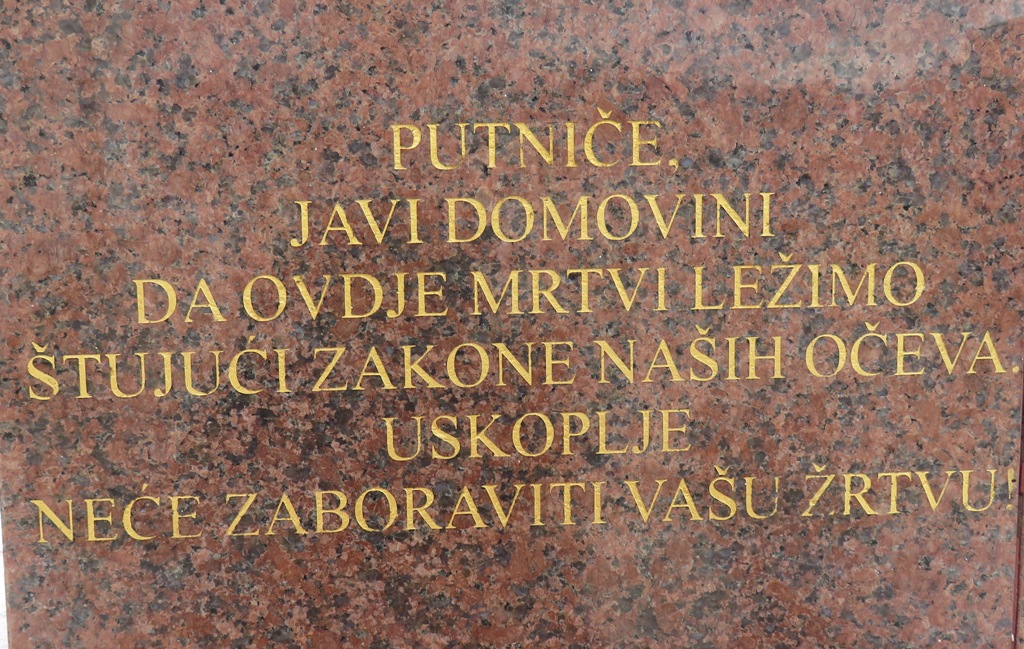 PUTNIČE,
JAVI DOMOVINI
DA OVDJE MRTVI LEŽIMO
ŠTUJUĆI ZAKONE NAŠIH OČEVA.
USKOPLJE
NEĆE ZABORAVITI VAŠU ŽRTVU!